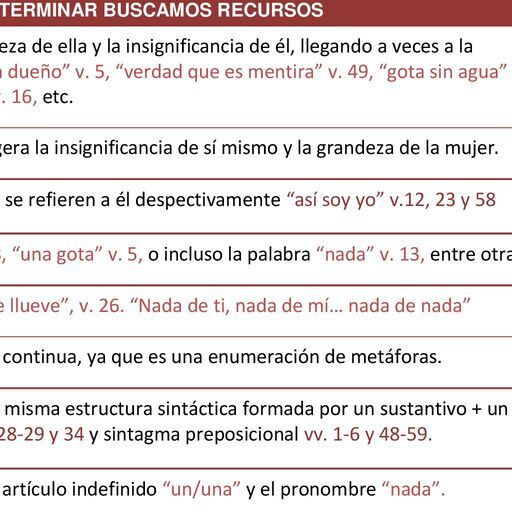 TERMINAR BUSCAMOS RECURSOS
eza de ella y la insignificancia de él, llegando a veces a la
dueño” v. 5, “verdad que es mentira” v. 49, “gota sin agua”
. 16, etc.
gera la insignificancia de sí mismo y la grandeza de la mujer.
se refieren a él despectivamente “así soy yo” v.12, 23 y 58
, “una gota” v. 5, o incluso la palabra “nada” v. 13, entre otra
e llueve”, v. 26. “Nada de ti, nada de mí... nada de nada”
continua, ya que es una enumeración de metáforas.
misma estructura sintáctica formada por un sustantivo + un
28-29 y 34 y sintagma preposicional vv. 1-6 y 48-59.
artículo indefinido “un/una” y el pronombre “nada”.